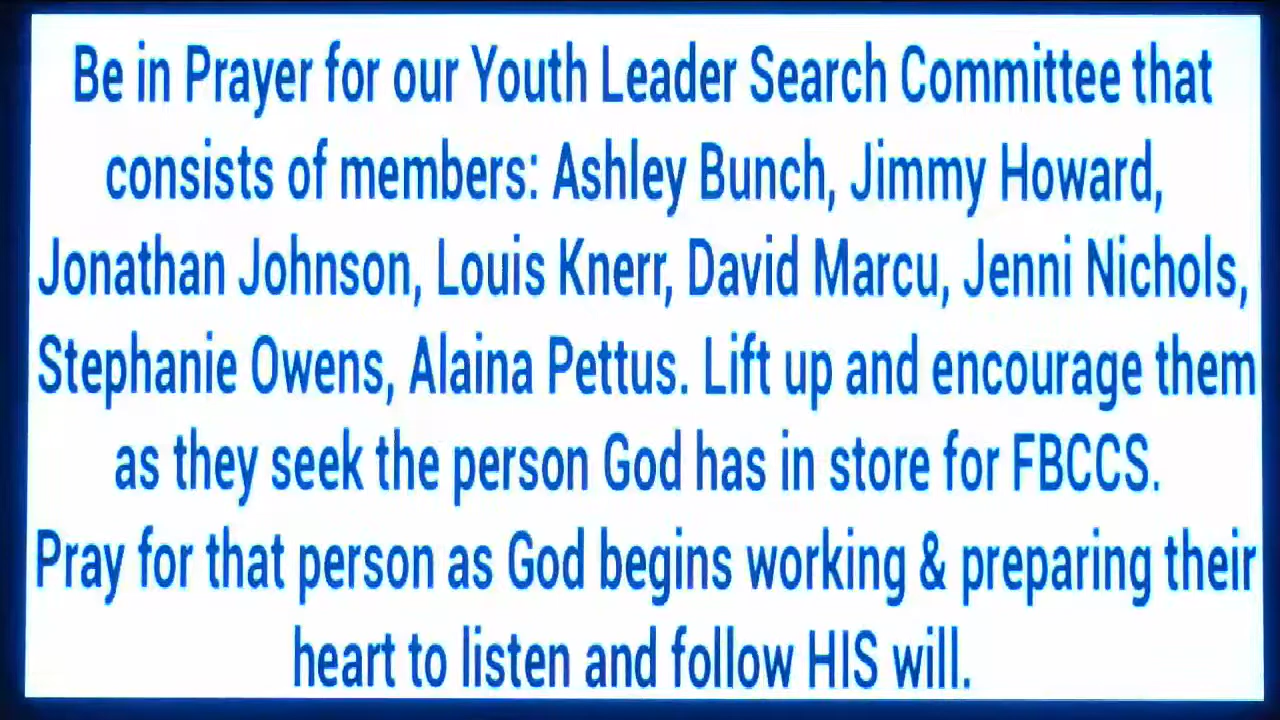 Be in Prayer for our Youth Leader Search Committee that
consists of members: Ashley Bunch, Jimmy Howard,
Jonathan Johnson, Louis Knerr, David Marcu, Jenni Nichols,
Stephanie Owens, Alaina Pettus. Lift up and encourage them
as they seek the person God has in store for FBCCS.
Pray for that person as God begins working & preparing their
heart to listen and follow HIS will.